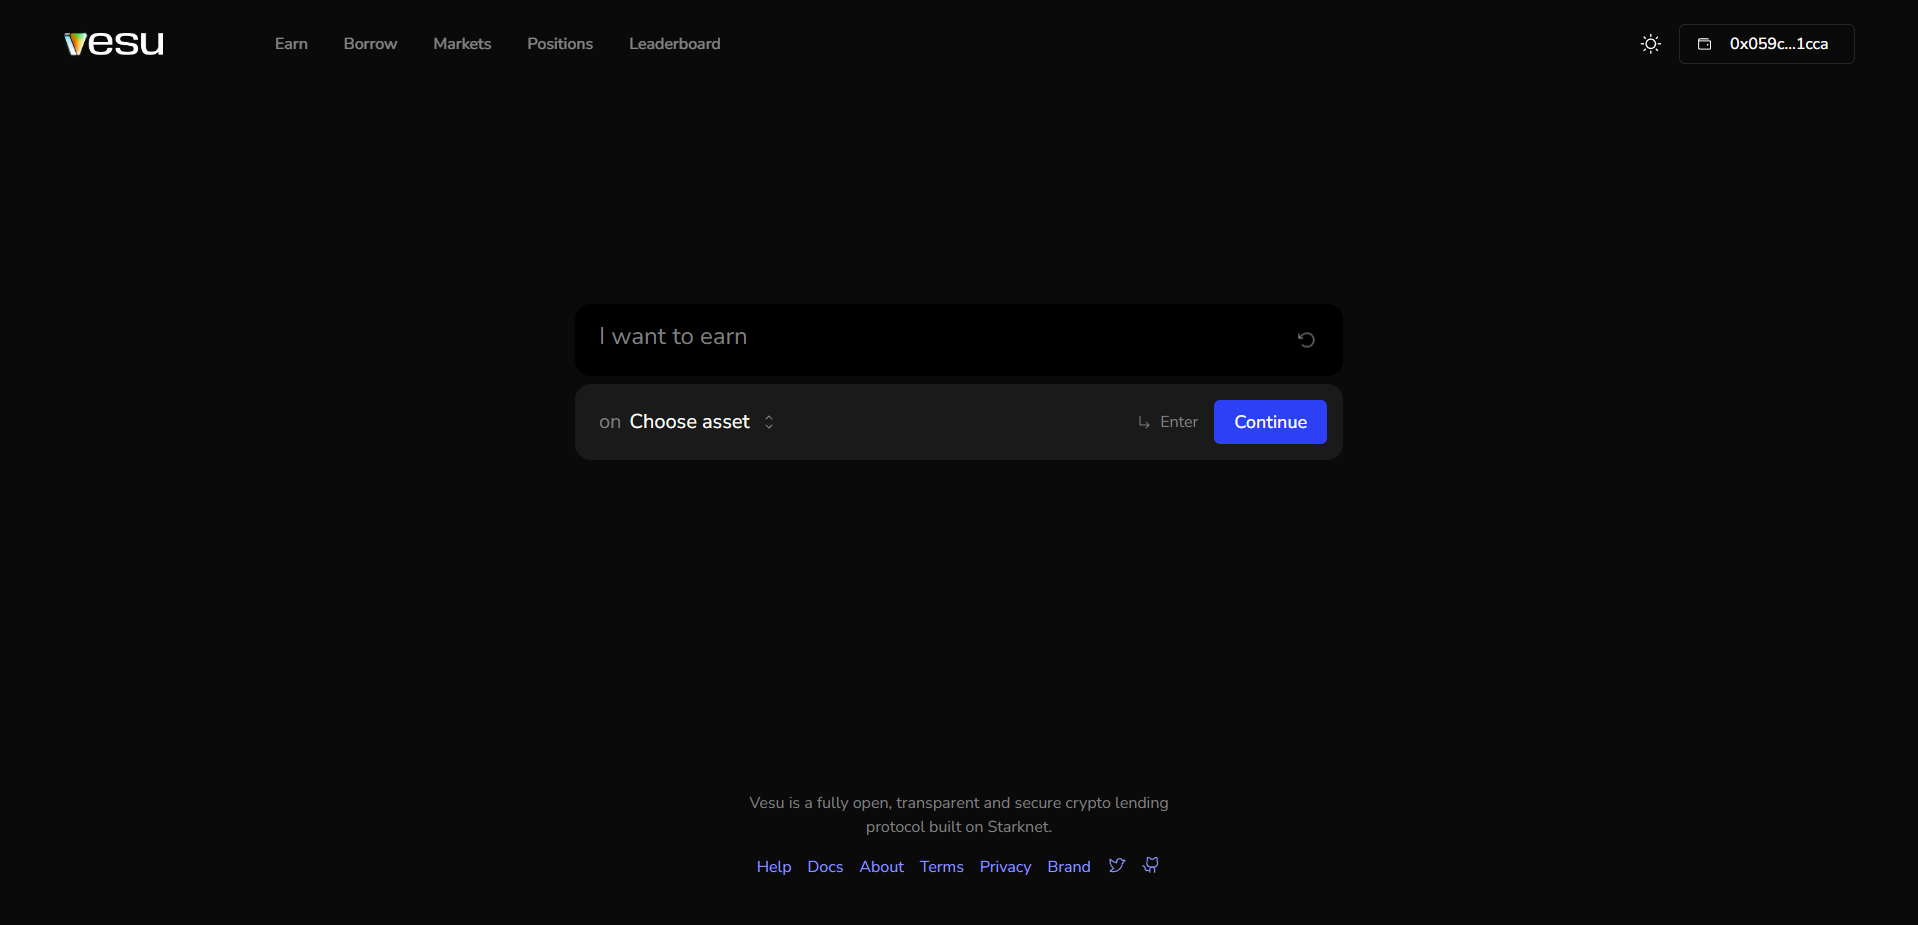 vesu
Earn Borrow Markets Positions Leaderboard
0x059c...1cca
I want to earn
on Choose asset
Enter
Continue
Vesu is a fully open, transparent and secure crypto lending
protocol built on Starknet.
Help Docs About Terms Privacy Brand